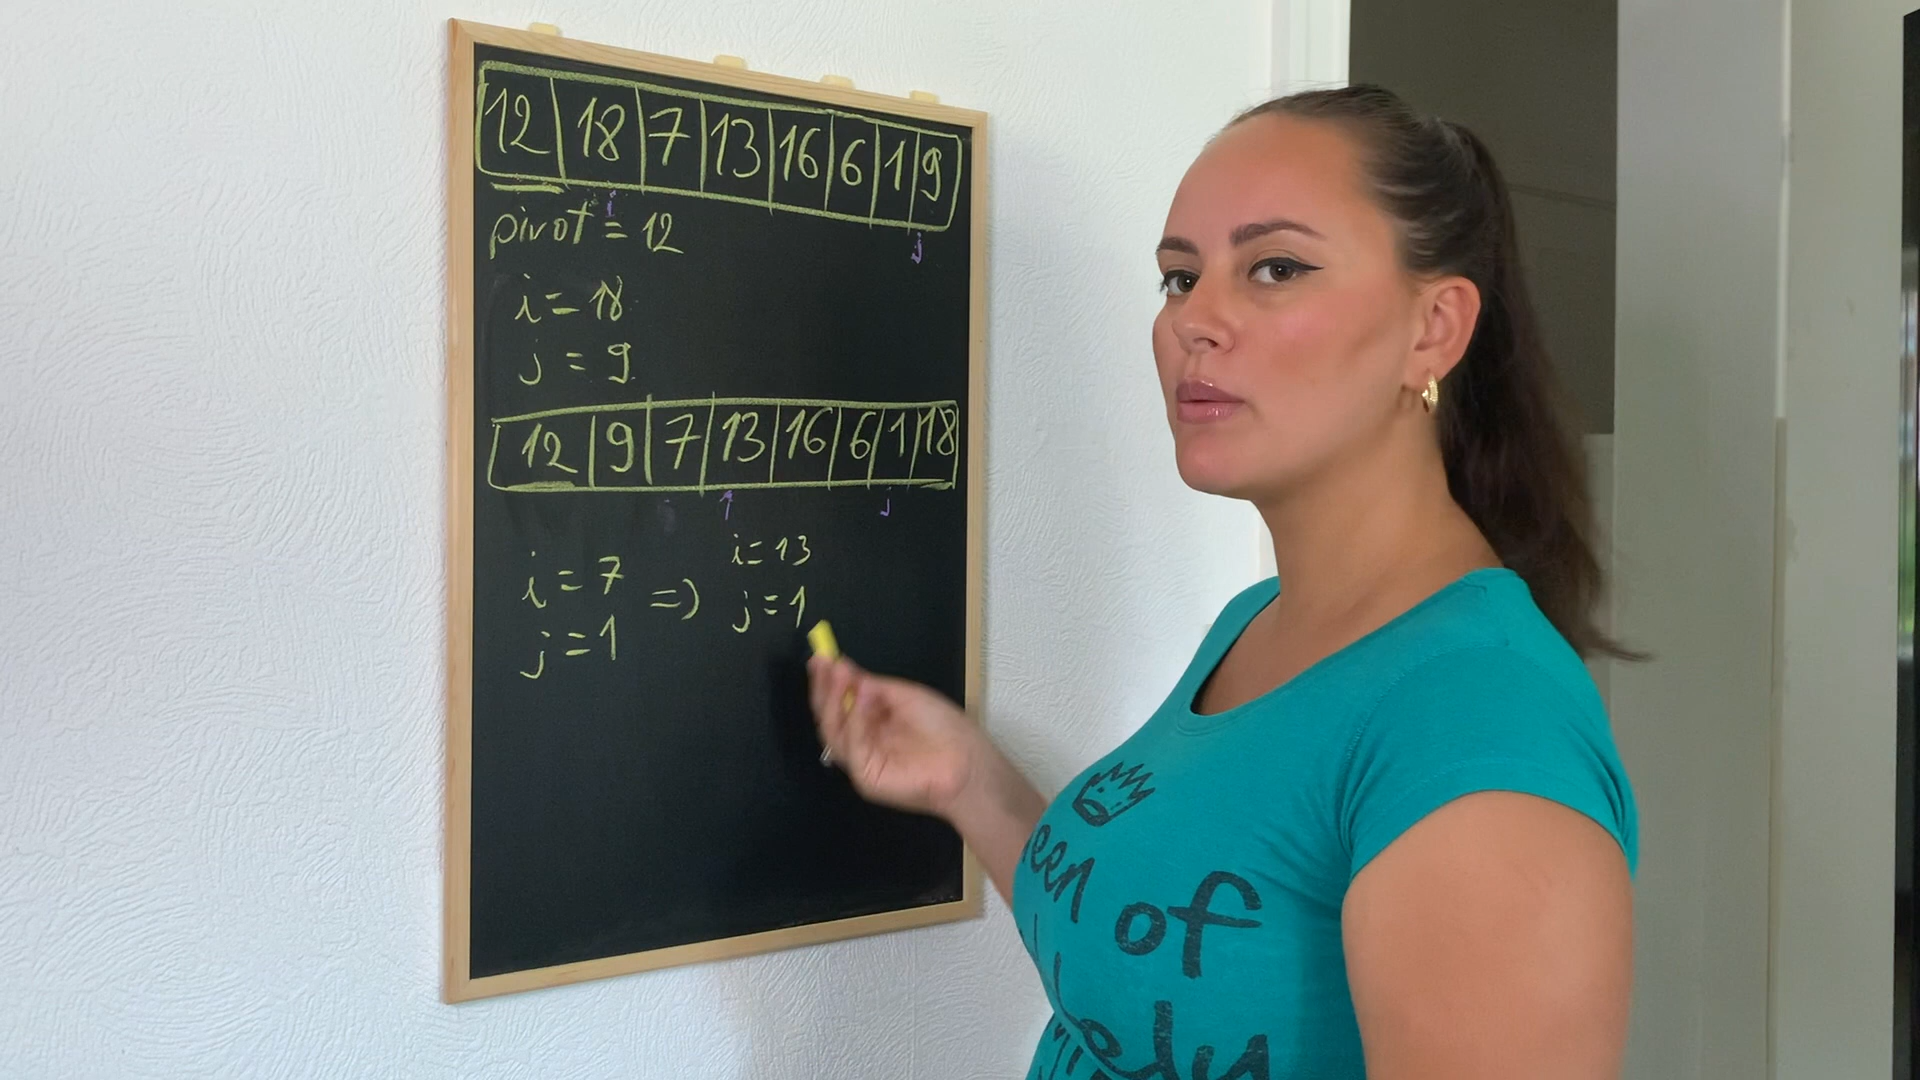 12 18 7 13 16 6 1 9
i
j
pivot = 12
i = 18
j = 9
12 9 7 13 16 6 1 18
j
i = 7 => i = 13
j = 1 j = 1
of